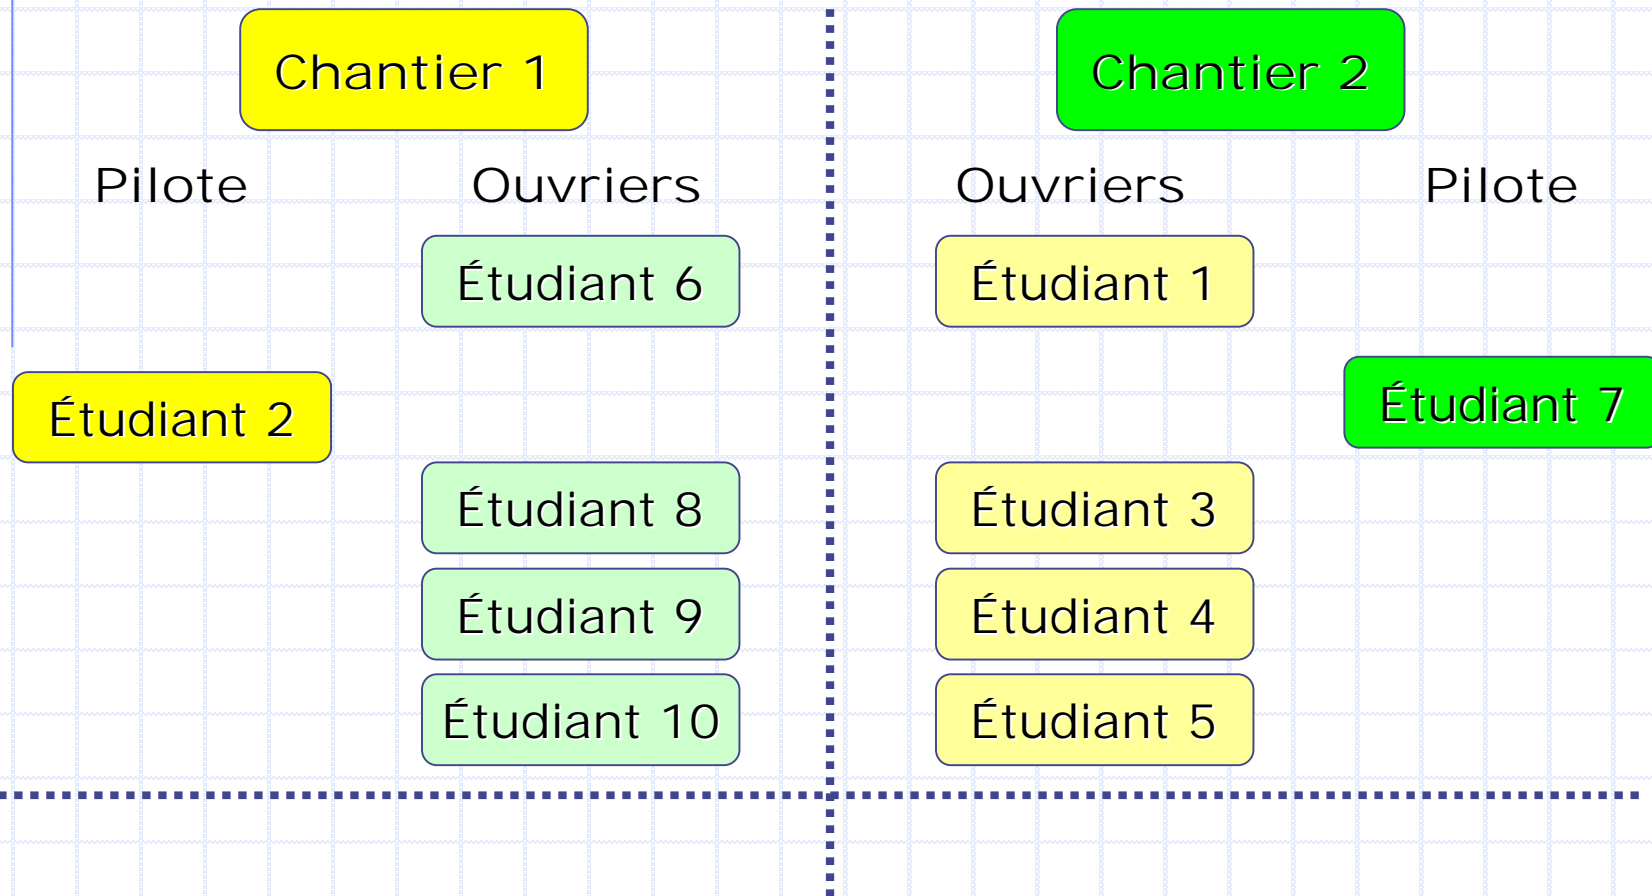 Chantier 1
Chantier 2
Pilote
Ouvriers
Ouvriers
Pilote
Étudiant 6
Étudiant 1
Étudiant 2
Étudiant 7
Étudiant 8
Étudiant 3
Étudiant 9
Étudiant 4
Étudiant 10
Étudiant 5